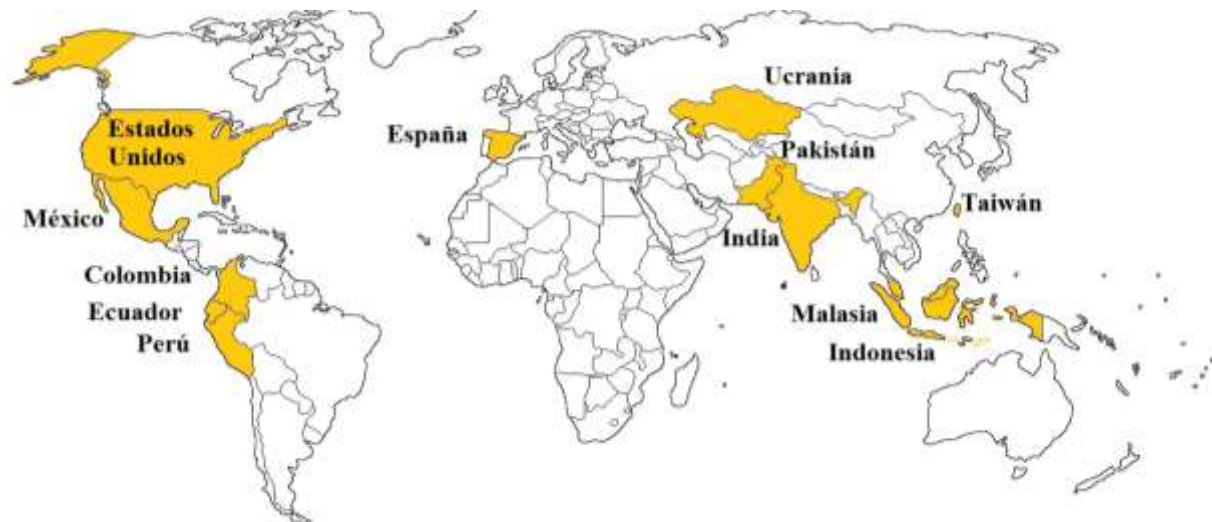 Ucrania
Estados
Unidos
España
Pakistán
México
Taiwán
India
Colombia
Ecuador
Malasia
Perú
Indonesia